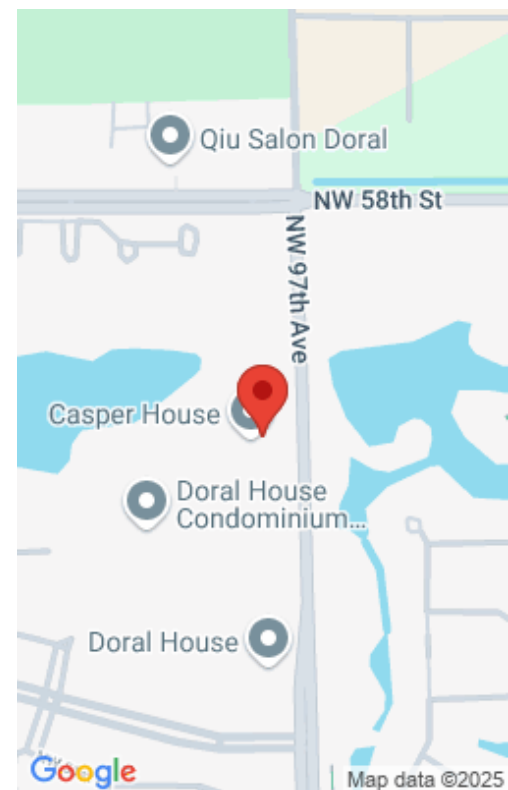 Qiu Salon Doral
NW 58th St
NW 97th Ave
Casper House
Doral House
Condominium...
Doral House
Google
Map data ©2025